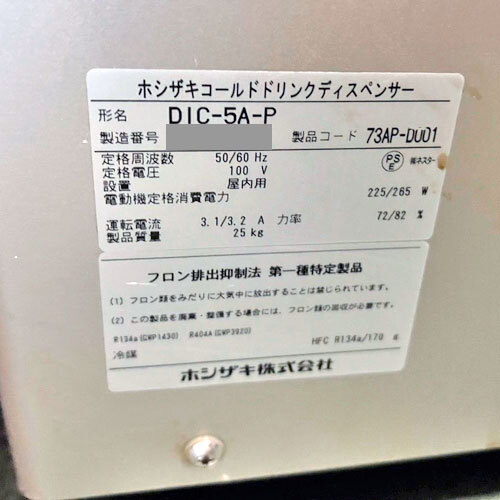 ホシザキコールドドリンクディスペンサー
形名 DIC-5A-P
製造番号 製品コード 73AP-DU01
定格周波数 50/60 Hz
定格電圧 100 V
設置 屋内用
電動機定格消費電力 225/265 W
運転電流 3.1/3.2 A 力率 72/82 %
製品質量 25 kg
PS E ㈱ネスター
フロン排出抑制法 第一種特定製品
(1) フロン類をみだりに大気中に放出することは禁じられています。
(2) この製品を廃棄・整備する場合には、フロン類の回収が必要です。
R134a(GWP1430) R404A(GWP3920)
冷媒 HFC R134a/170 g
ホシザキ株式会社